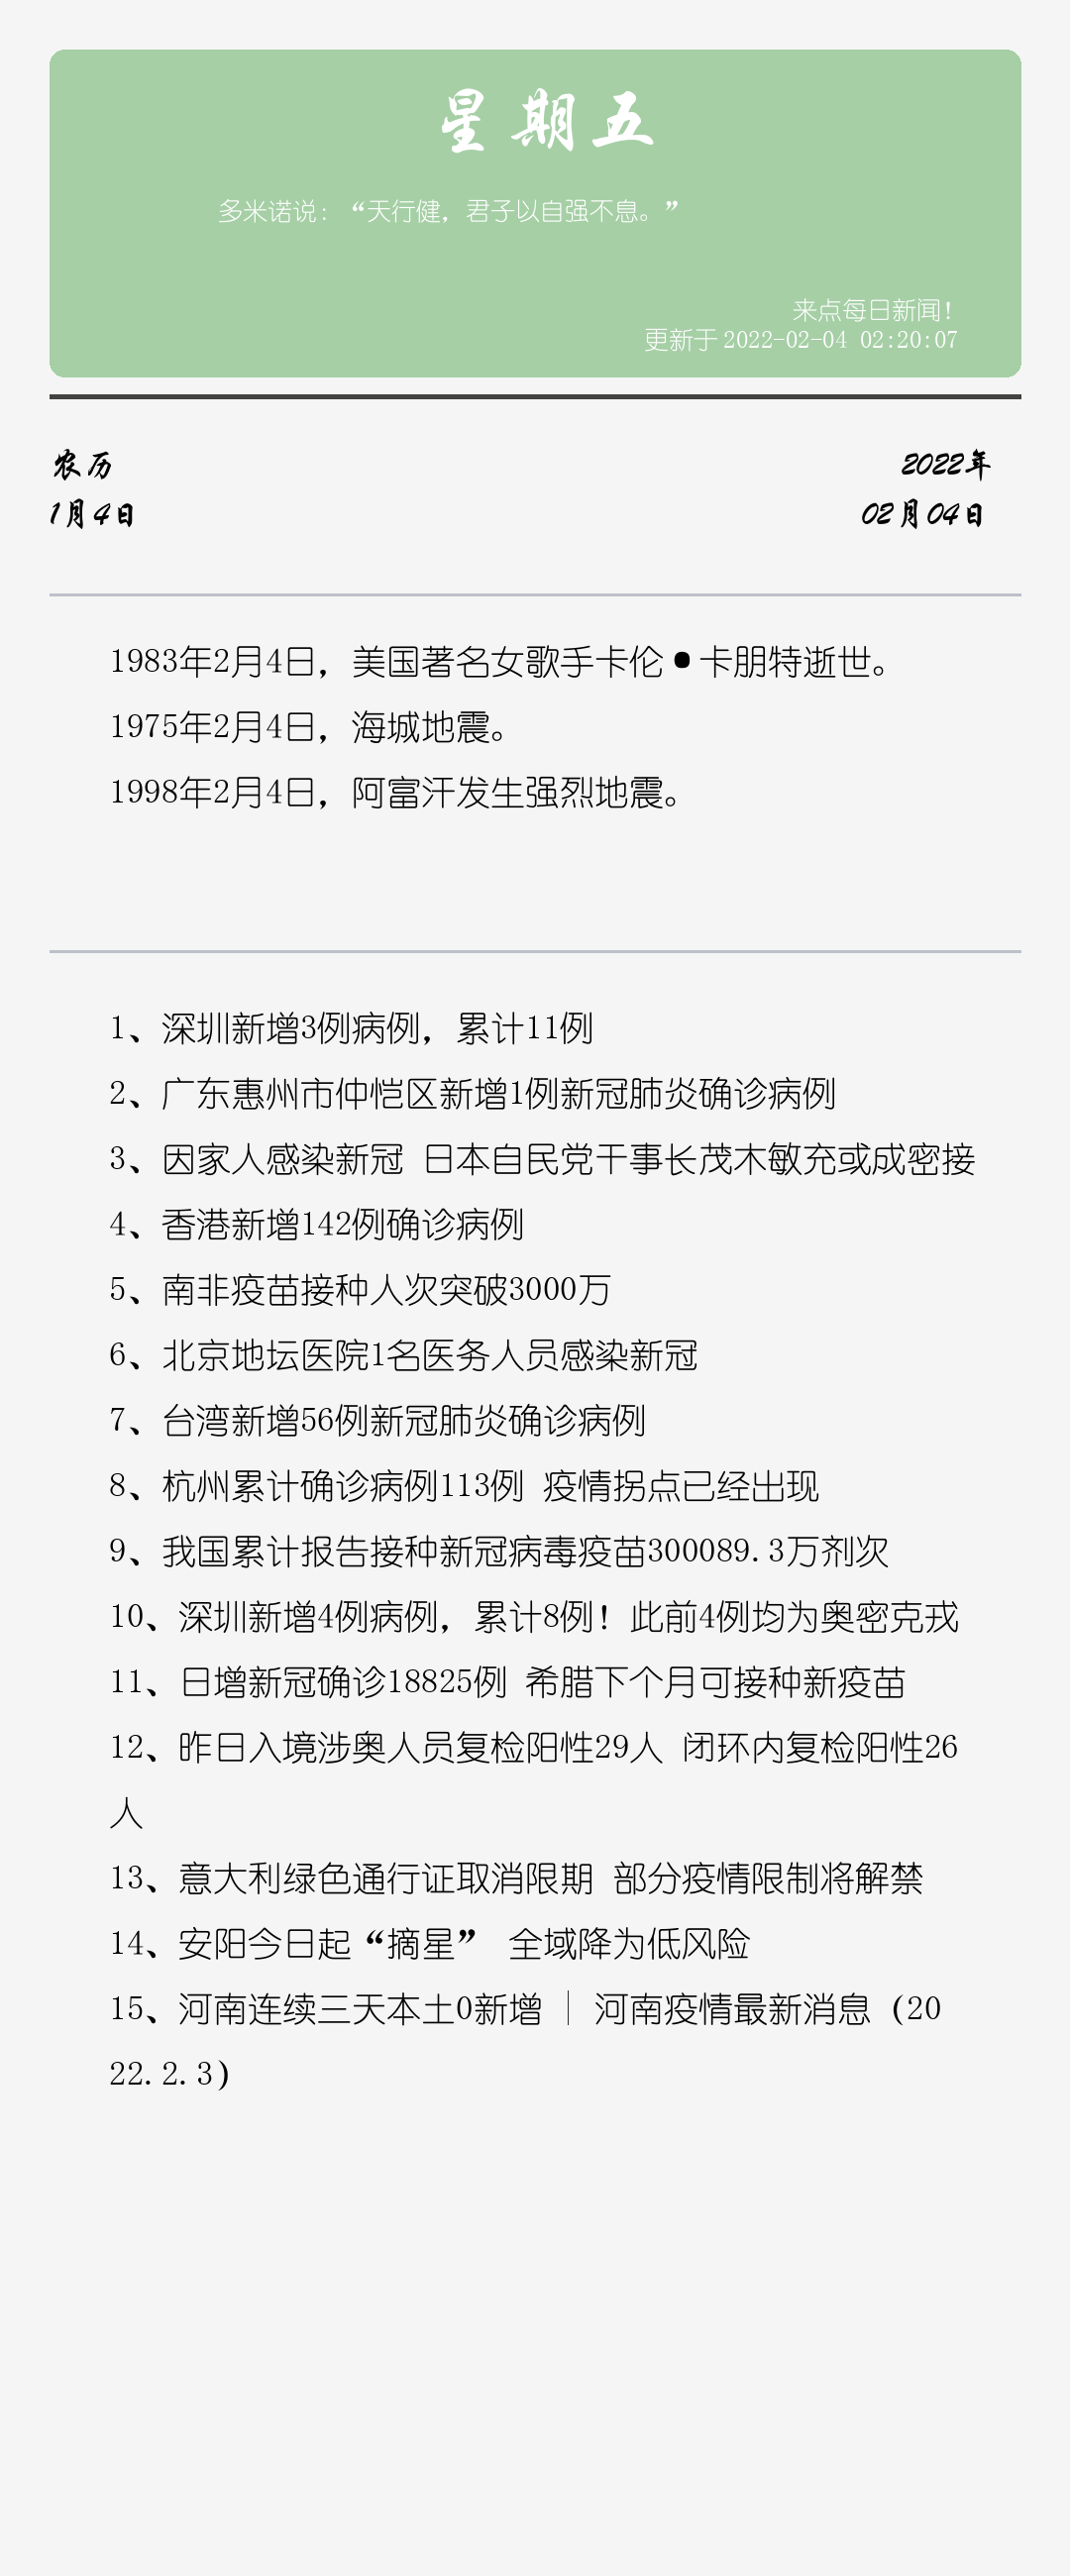 星期五
多米诺说：“天行健，君子以自强不息。”
来点每日新闻！
更新于 2022-02-04 02:20:07
农历
2022年
1月4日
02月04日
1983年2月4日，美国著名女歌手卡伦●卡朋特逝世。
1975年2月4日，海城地震。
1998年2月4日，阿富汗发生强烈地震。
1、深圳新增3例病例，累计11例
2、广东惠州市仲恺区新增1例新冠肺炎确诊病例
3、因家人感染新冠 日本自民党干事长茂木敏充或成密接
4、香港新增142例确诊病例
5、南非疫苗接种人次突破3000万
6、北京地坛医院1名医务人员感染新冠
7、台湾新增56例新冠肺炎确诊病例
8、杭州累计确诊病例113例 疫情拐点已经出现
9、我国累计报告接种新冠病毒疫苗300089.3万剂次
10、深圳新增4例病例，累计8例！此前4例均为奥密克戎
11、日增新冠确诊18825例 希腊下个月可接种新疫苗
12、昨日入境涉奥人员复检阳性29人 闭环内复检阳性26
人
13、意大利绿色通行证取消限期 部分疫情限制将解禁
14、安阳今日起“摘星” 全域降为低风险
15、河南连续三天本土0新增 | 河南疫情最新消息（20
22.2.3）